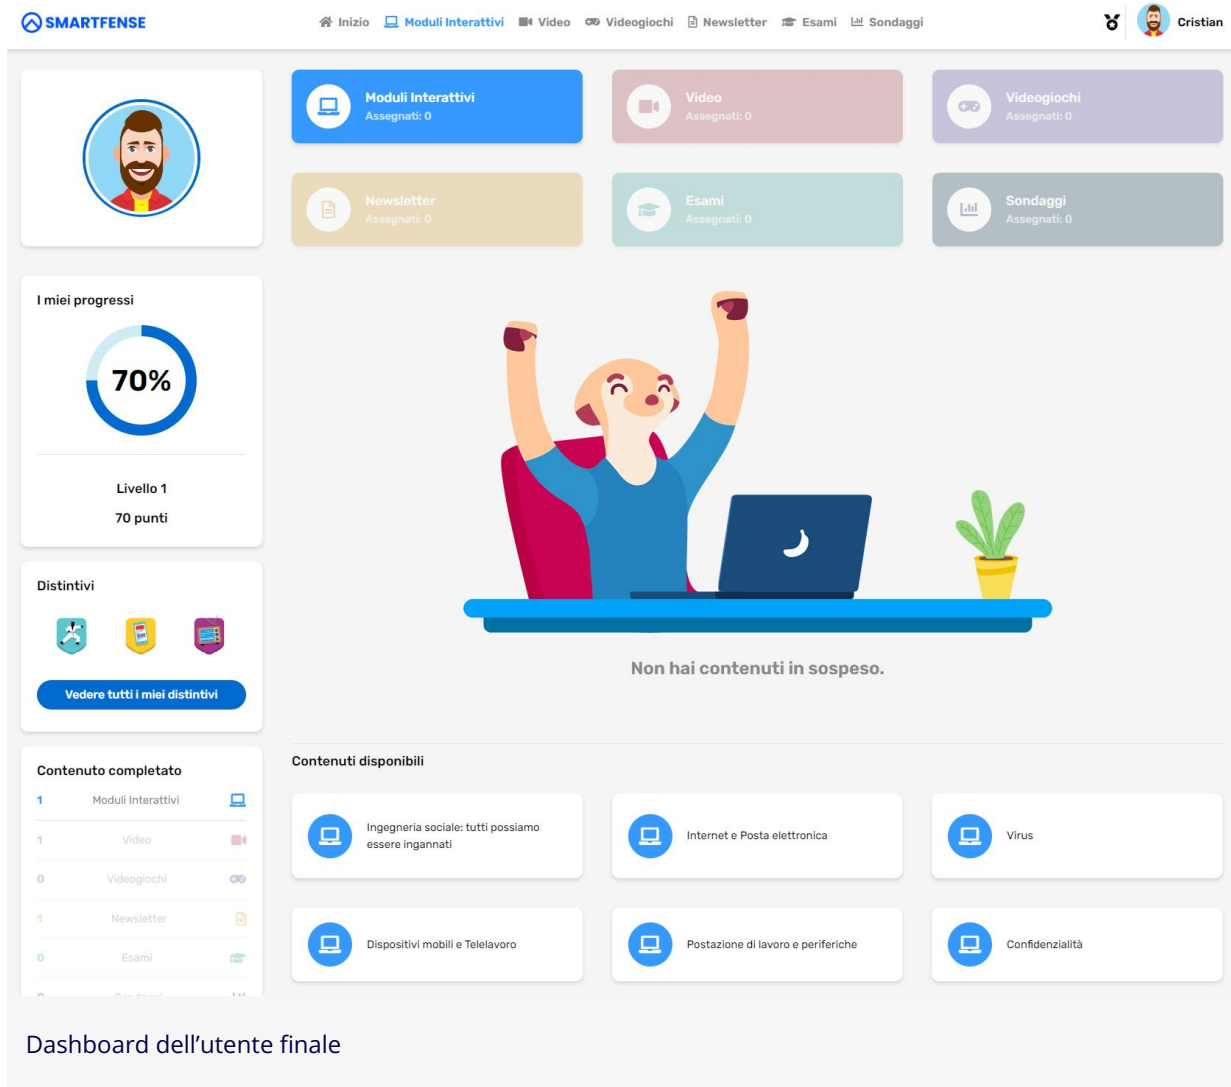 SMARTFENSE
Inizio Moduli Interattivi Video Videogiochi Newsletter Esami Sondaggi
Cristian
Moduli Interattivi
Assegnati: 0
Video
Assegnati: 0
Videogiochi
Assegnati: 0
Newsletter
Assegnati: 0
Esami
Assegnati: 0
Sondaggi
Assegnati: 0
I miei progressi
70%
Livello 1
70 punti
Distintivi
Vedere tutti i miei distintivi
Non hai contenuti in sospeso.
Contenuto completato
1 Moduli Interattivi
1 Video
0 Videogiochi
1 Newsletter
0 Esami
Contenuti disponibili
Ingegneria sociale: tutti possiamo
essere ingannati
Internet e Posta elettronica
Virus
Dispositivi mobili e Telelavoro
Postazione di lavoro e periferiche
Confidenzialità
Dashboard dell'utente finale